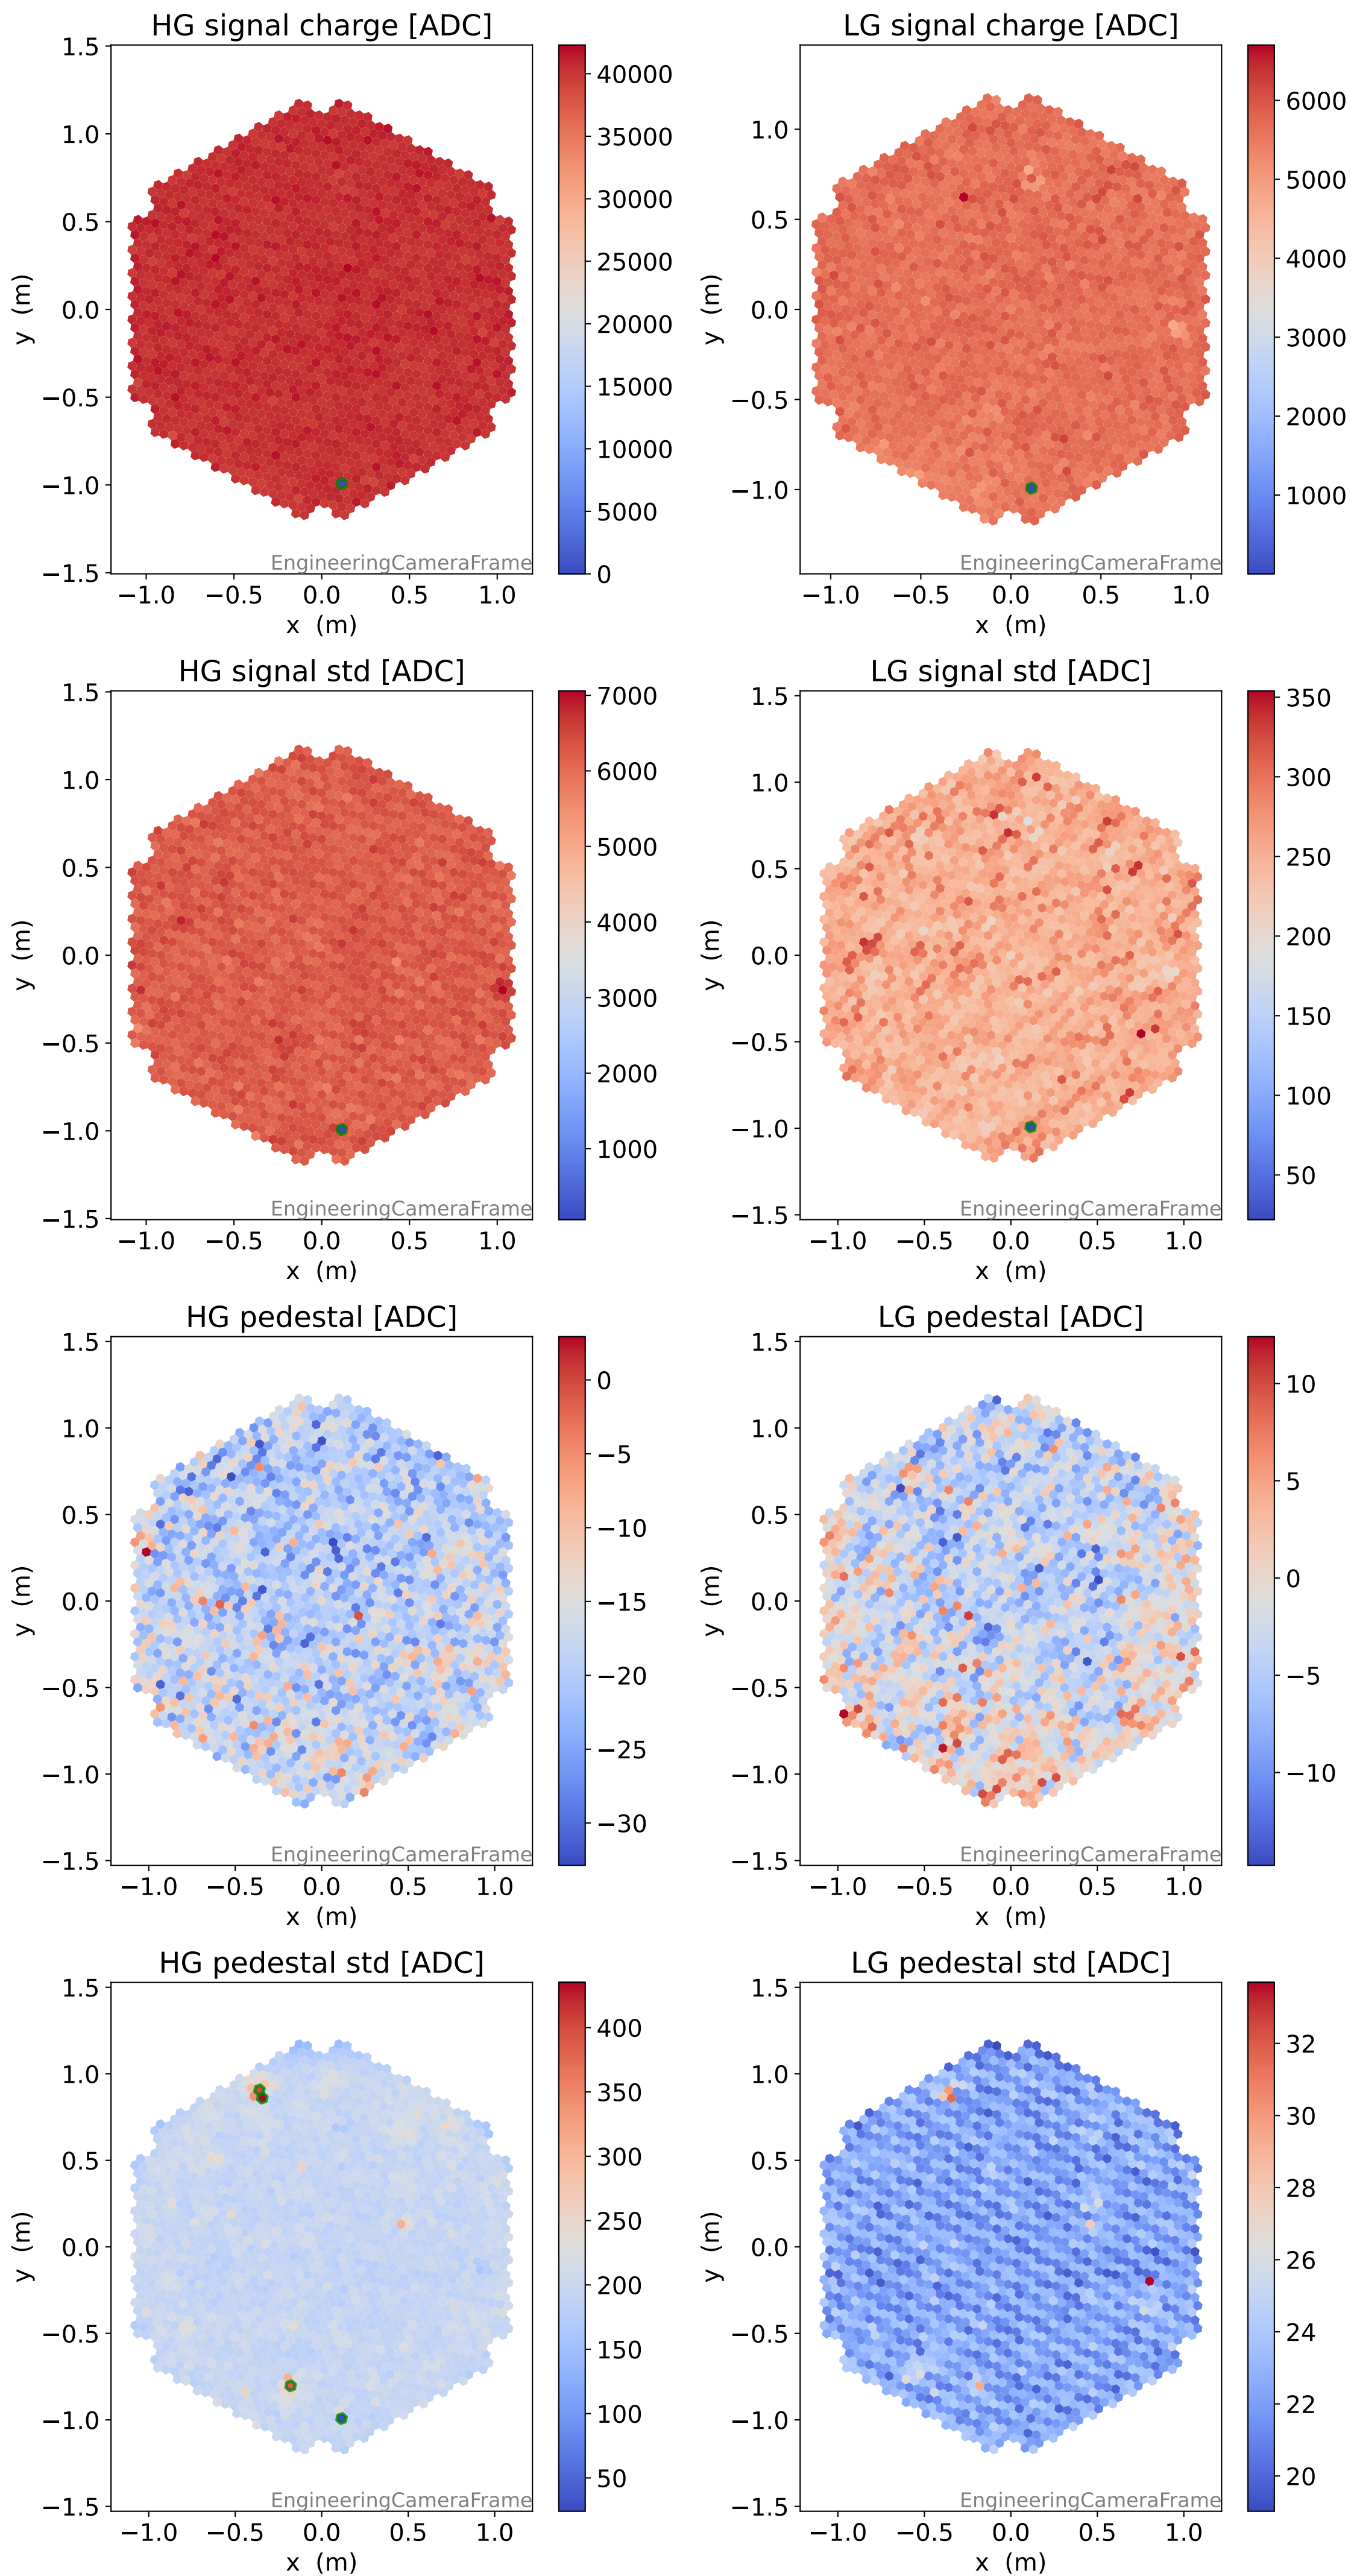 HG signal charge [ADC]
LG signal charge [ADC]
1.5
1.0
0.5
0.0
−0.5
−1.0
−1.5
y (m)
−1.0 −0.5 0.0 0.5 1.0
x (m)
EngineeringCameraFrame
40000
35000
30000
25000
20000
15000
10000
5000
0
1.0
0.5
0.0
−0.5
−1.0
y (m)
−1.0 −0.5 0.0 0.5 1.0
x (m)
EngineeringCameraFrame
6000
5000
4000
3000
2000
1000
HG signal std [ADC]
LG signal std [ADC]
1.5
1.0
0.5
0.0
−0.5
−1.0
−1.5
y (m)
−1.0 −0.5 0.0 0.5 1.0
x (m)
EngineeringCameraFrame
7000
6000
5000
4000
3000
2000
1000
1.5
1.0
0.5
0.0
−0.5
−1.0
−1.5
y (m)
−1.0 −0.5 0.0 0.5 1.0
x (m)
EngineeringCameraFrame
350
300
250
200
150
100
50
HG pedestal [ADC]
LG pedestal [ADC]
1.5
1.0
0.5
0.0
−0.5
−1.0
−1.5
y (m)
−1.0 −0.5 0.0 0.5 1.0
x (m)
EngineeringCameraFrame
0
−5
−10
−15
−20
−25
−30
1.5
1.0
0.5
0.0
−0.5
−1.0
−1.5
y (m)
−1.0 −0.5 0.0 0.5 1.0
x (m)
EngineeringCameraFrame
10
5
0
−5
−10
HG pedestal std [ADC]
LG pedestal std [ADC]
1.5
1.0
0.5
0.0
−0.5
−1.0
−1.5
y (m)
−1.0 −0.5 0.0 0.5 1.0
x (m)
EngineeringCameraFrame
400
350
300
250
200
150
100
50
1.5
1.0
0.5
0.0
−0.5
−1.0
−1.5
y (m)
−1.0 −0.5 0.0 0.5 1.0
x (m)
EngineeringCameraFrame
32
30
28
26
24
22
20